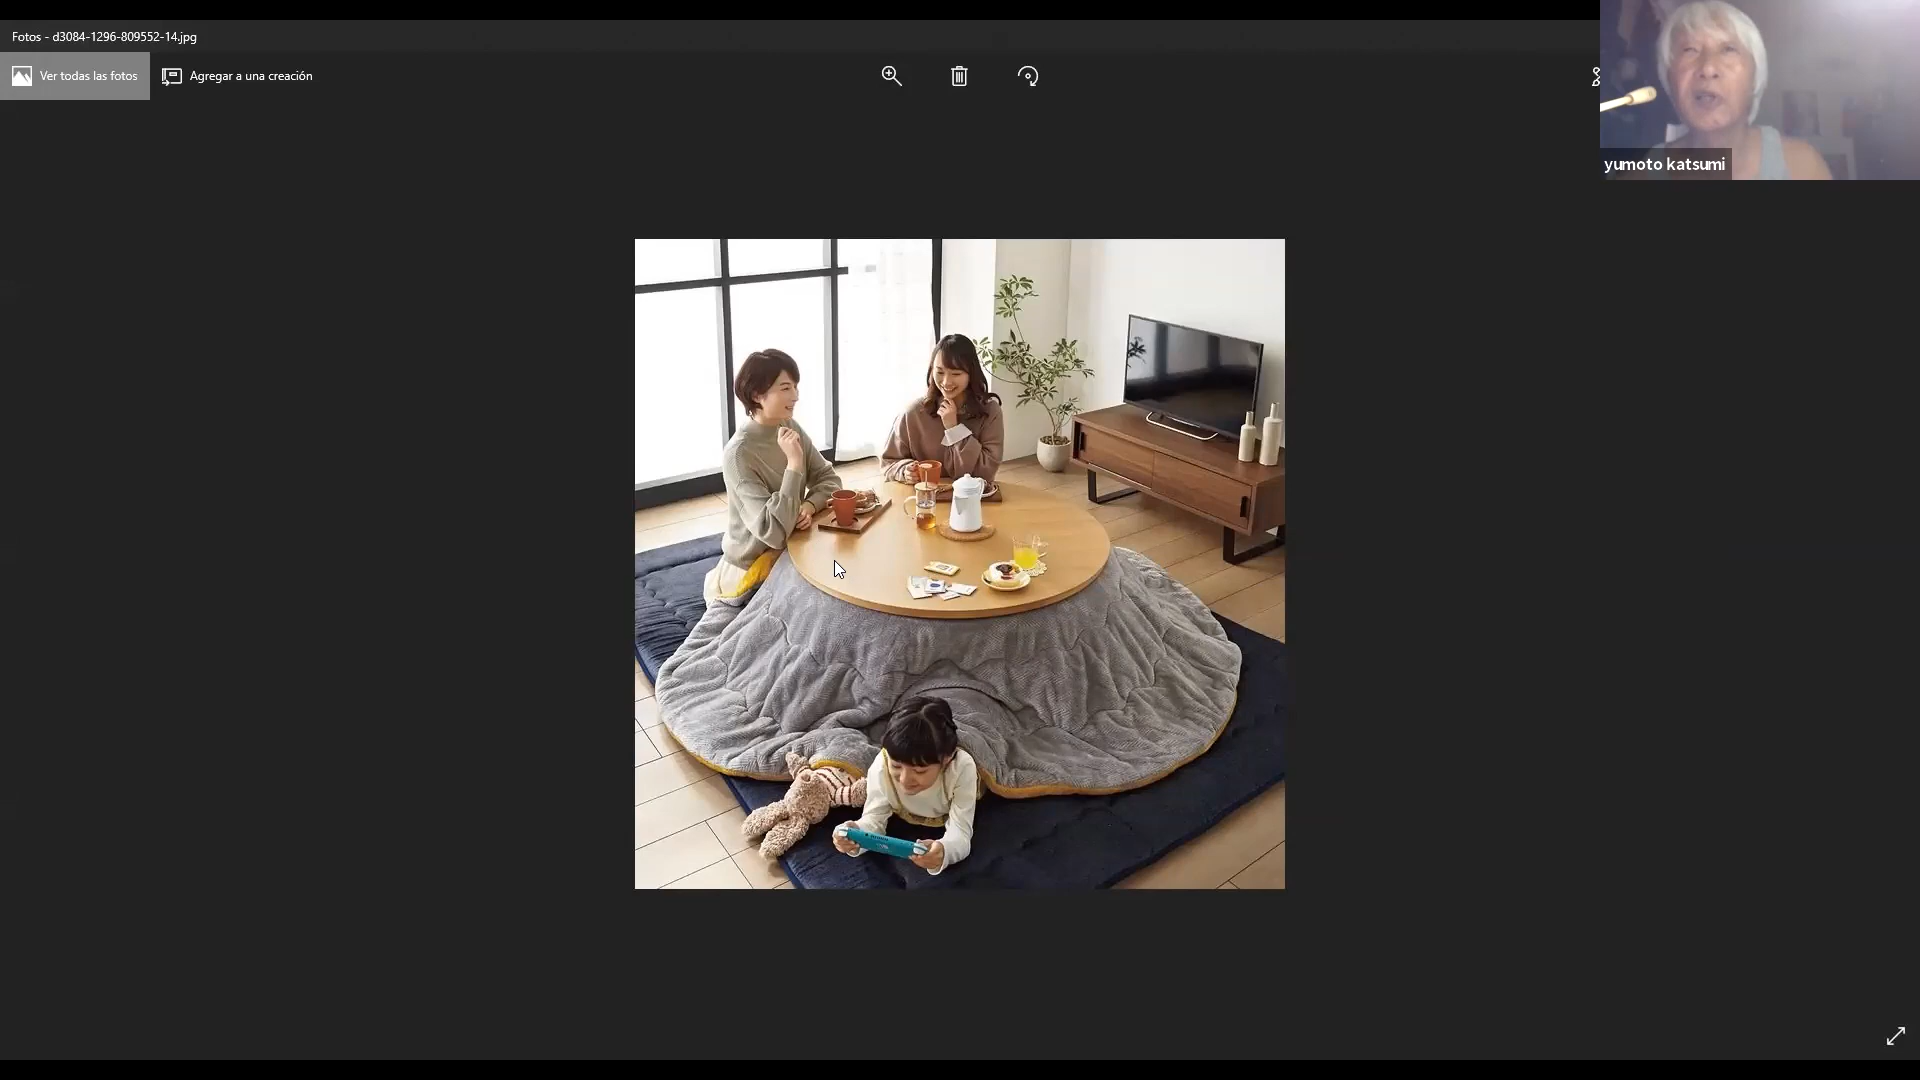 Fotos - d3084-1296-809552-14.jpg
Ver todas las fotos
Agregar a una creación
yumoto katsumi